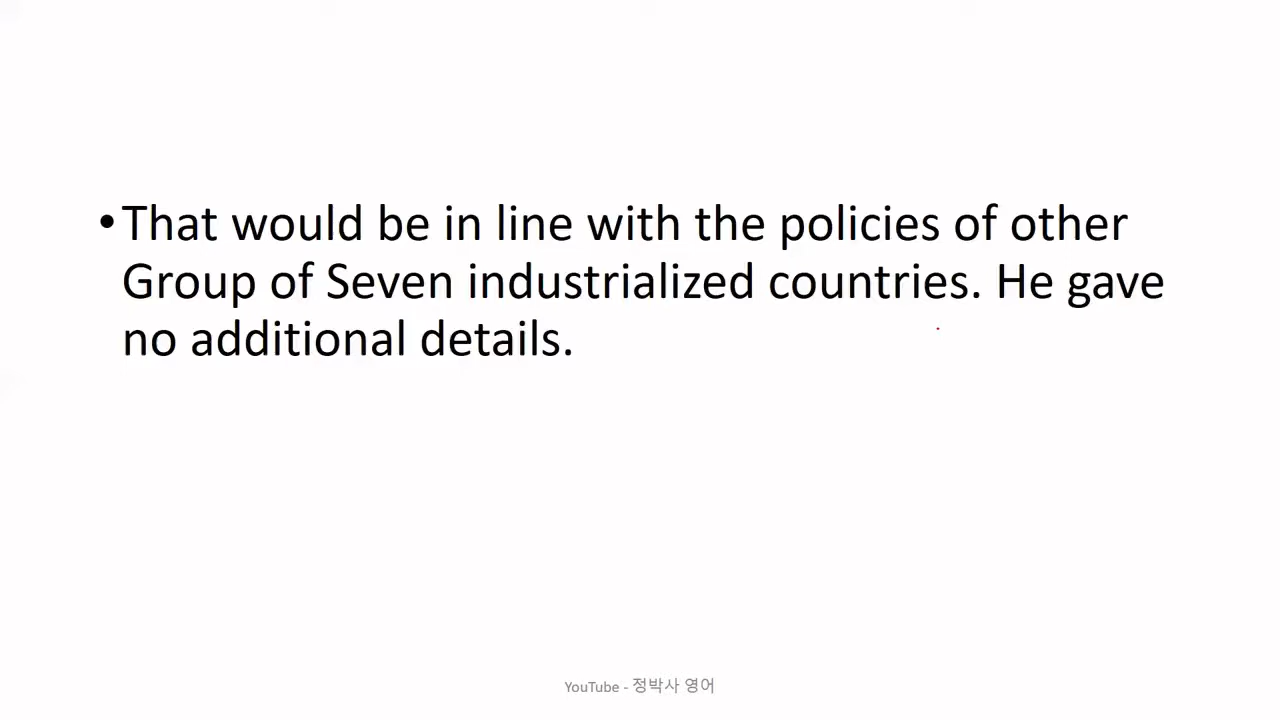 •That would be in line with the policies of other
Group of Seven industrialized countries. He gave
no additional details.
YouTube - 정박사 영어